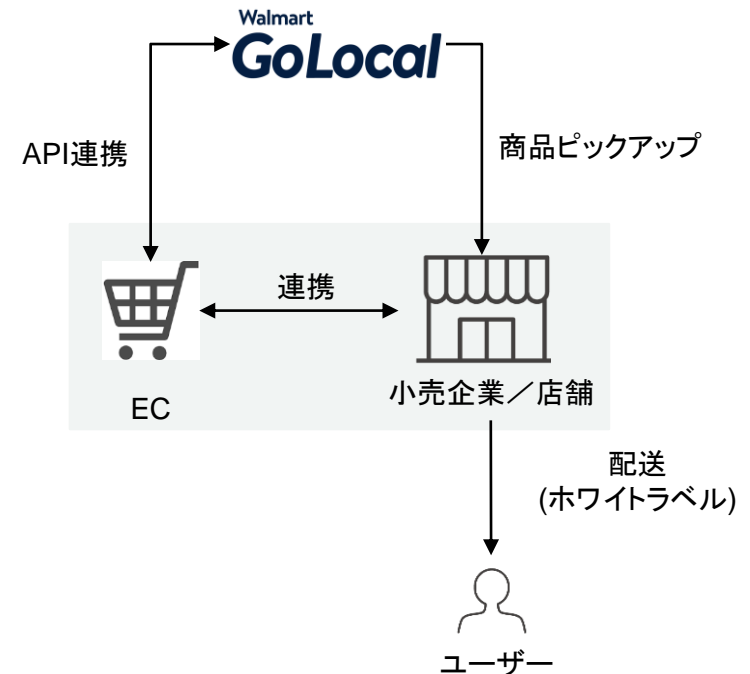 Walmart
GoLocal
API連携
商品ピックアップ
連携
EC
小売企業／店舗
配送
(ホワイトラベル)
ユーザー